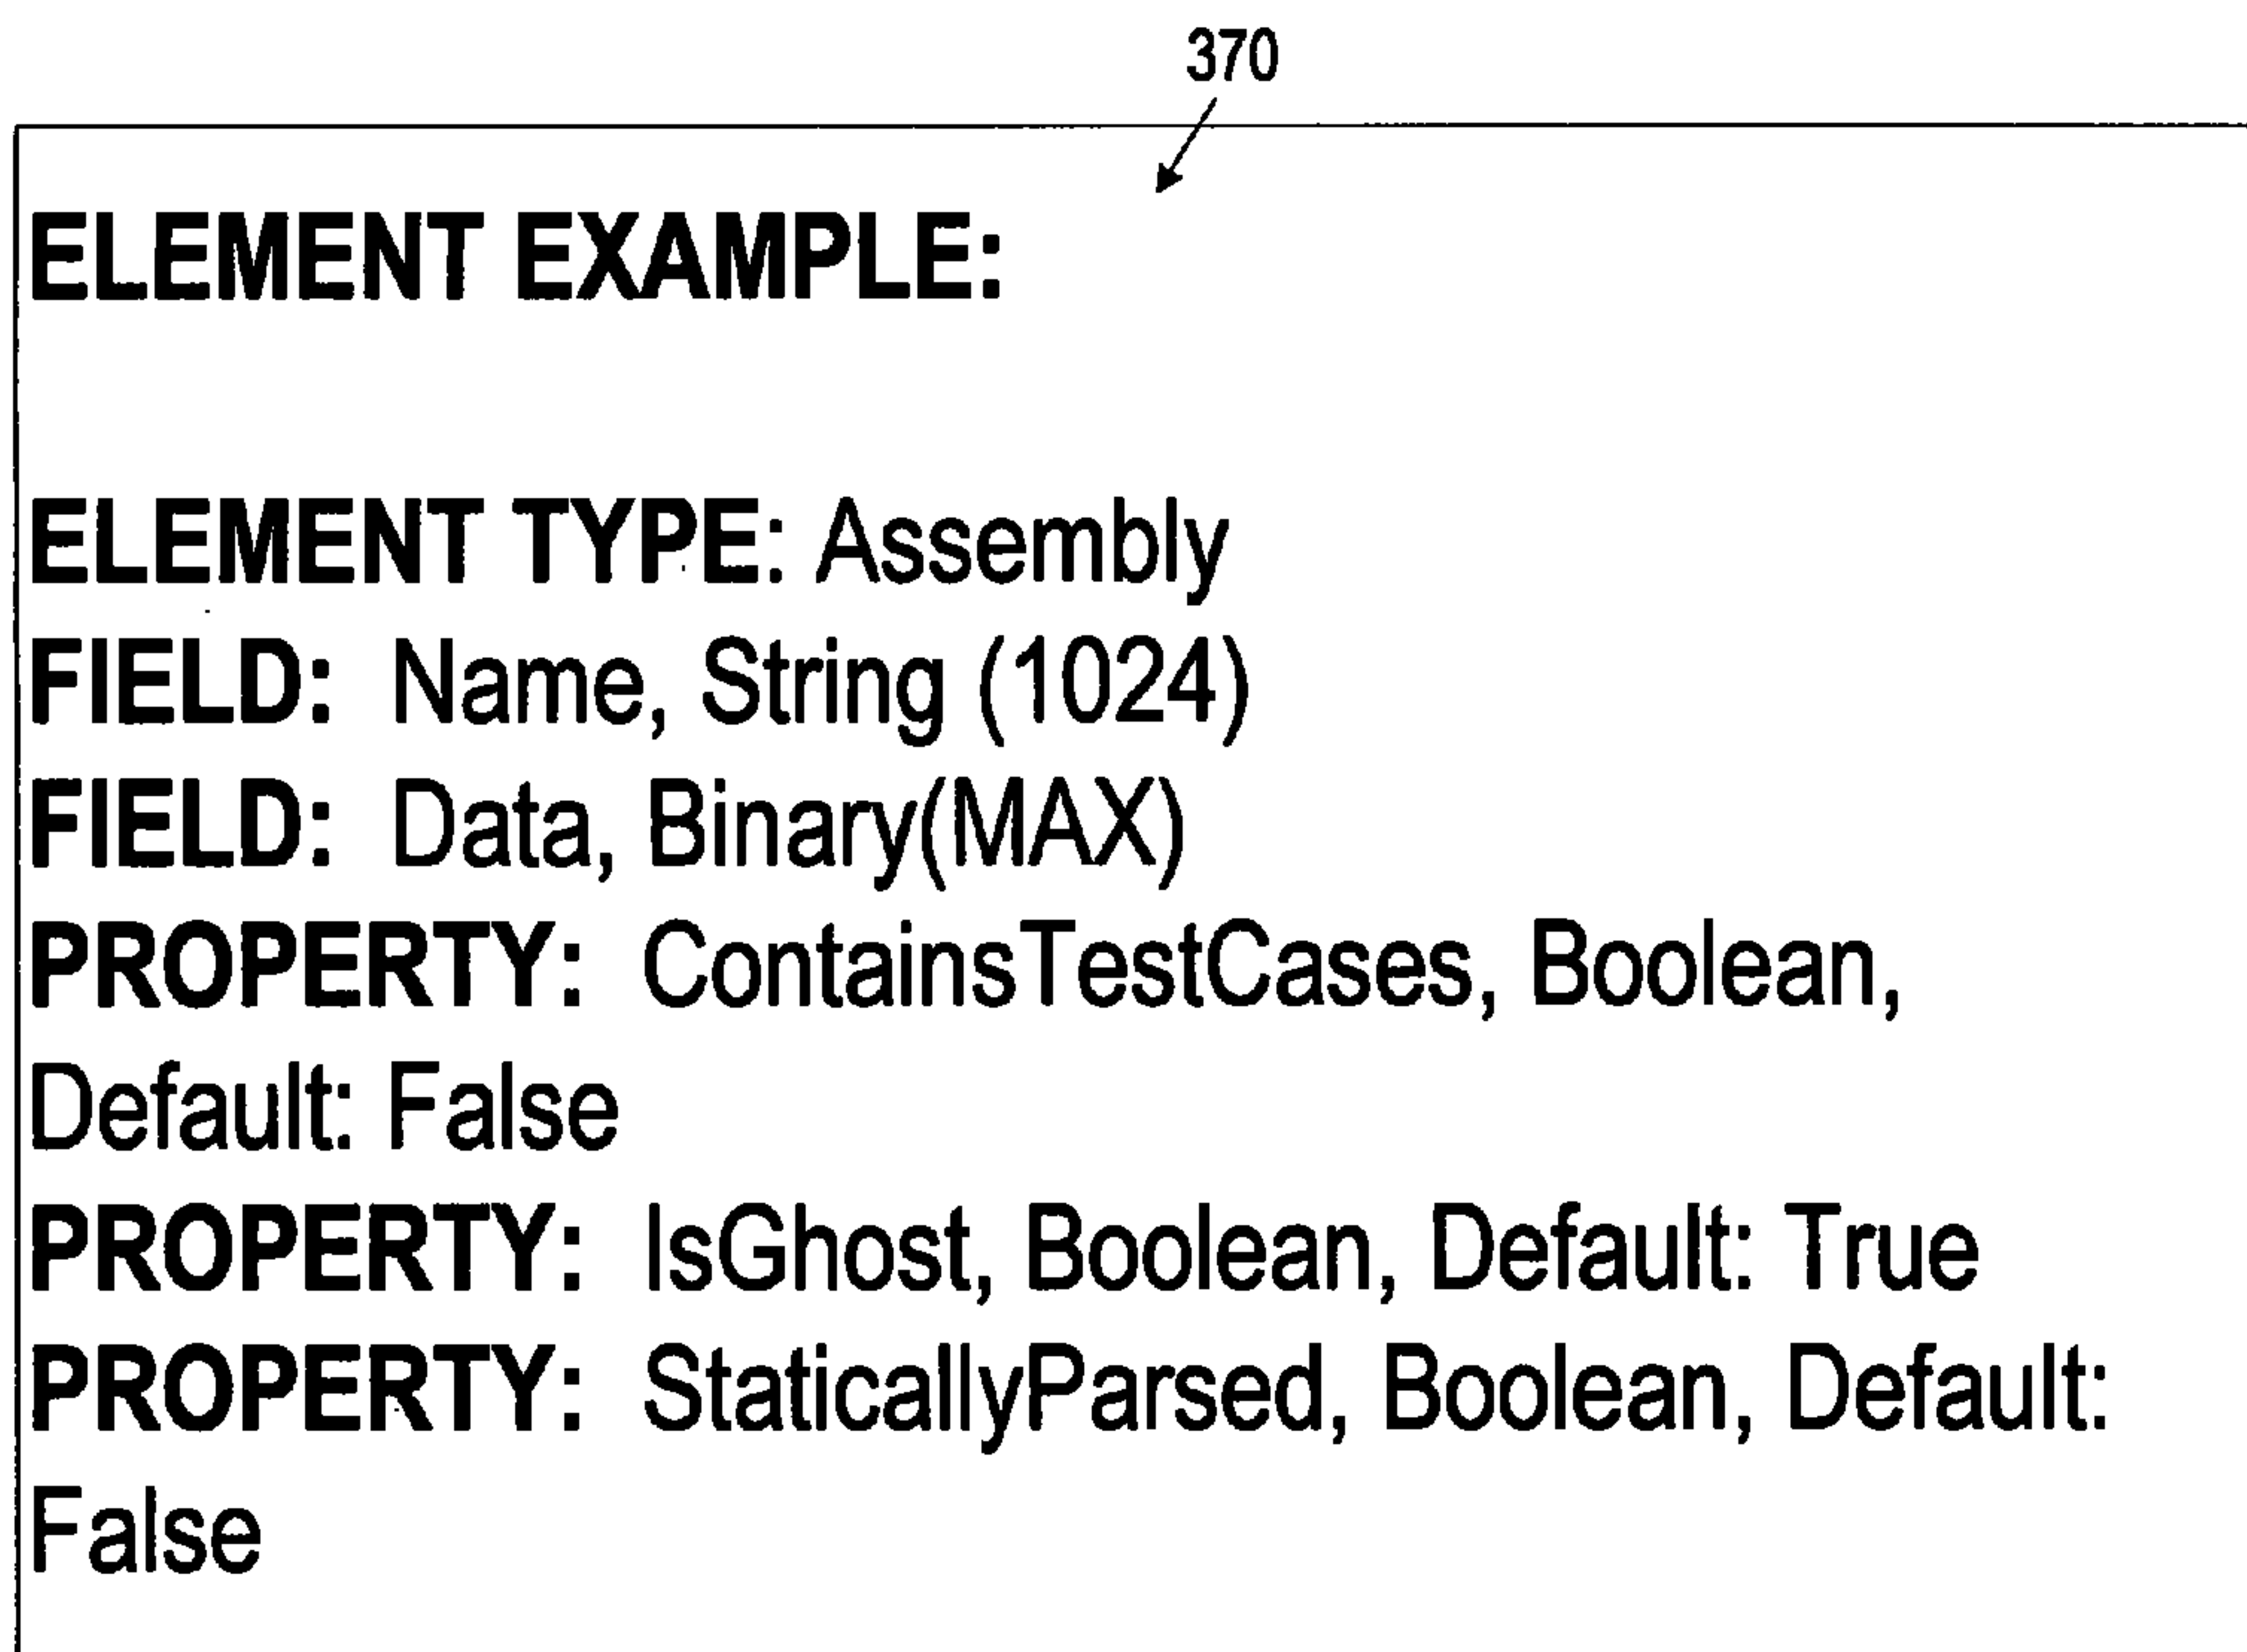 370
ELEMENT EXAMPLE:
ELEMENT TYPE: Assembly
FIELD: Name, String (1024)
FIELD: Data, Binary(MAX)
PROPERTY: ContainsTestCases, Boolean,
Default: False
PROPERTY: IsGhost, Boolean, Default: True
PROPERTY: StaticallyParsed, Boolean, Default:
False